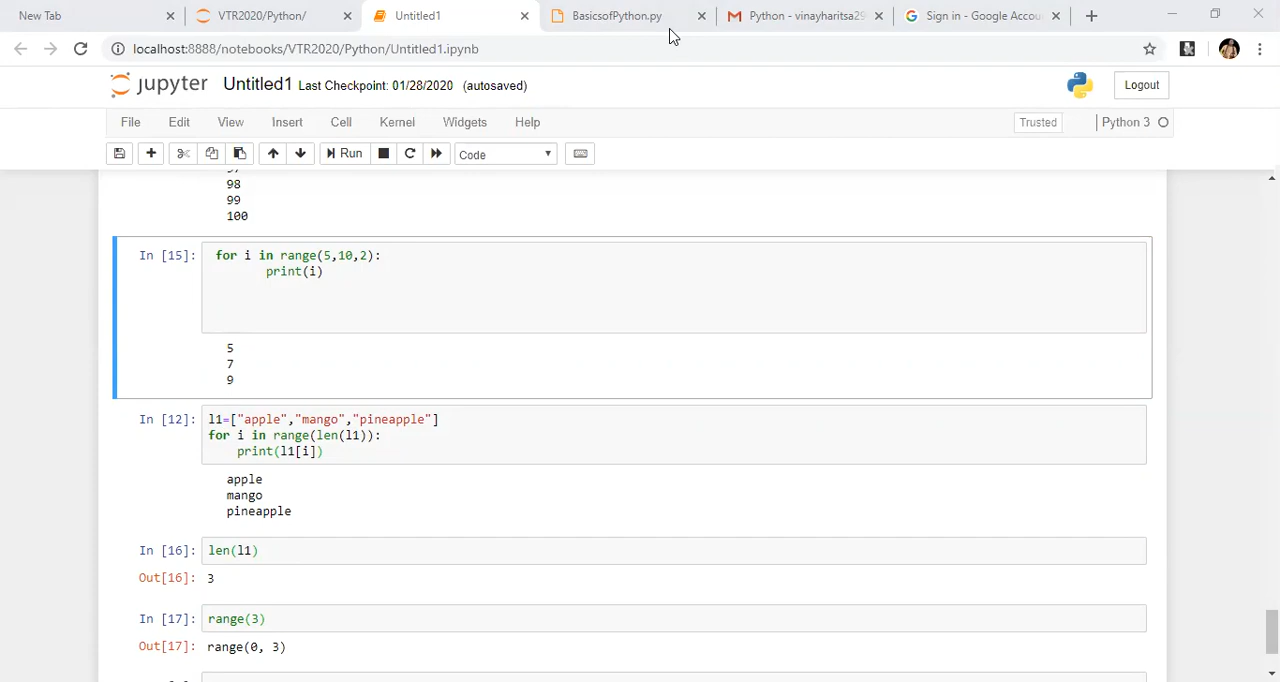 New Tab
VTR2020/Python/
Untitled1
BasicsofPython.py
Python - vinayharitsa29
Sign in - Google Accou
localhost:8888/notebooks/VTR2020/Python/Untitled1.ipynb
jupyter Untitled1 Last Checkpoint: 01/28/2020 (autosaved)
Logout
File Edit View Insert Cell Kernel Widgets Help
Trusted
Python 3
Run
Code
98
99
100
In [15]: for i in range(5,10,2):
print(i)
5
7
9
In [12]: l1=["apple","mango","pineapple"]
for i in range(len(l1)):
print(l1[i])
apple
mango
pineapple
In [16]: len(l1)
Out[16]: 3
In [17]: range(3)
Out[17]: range(0, 3)